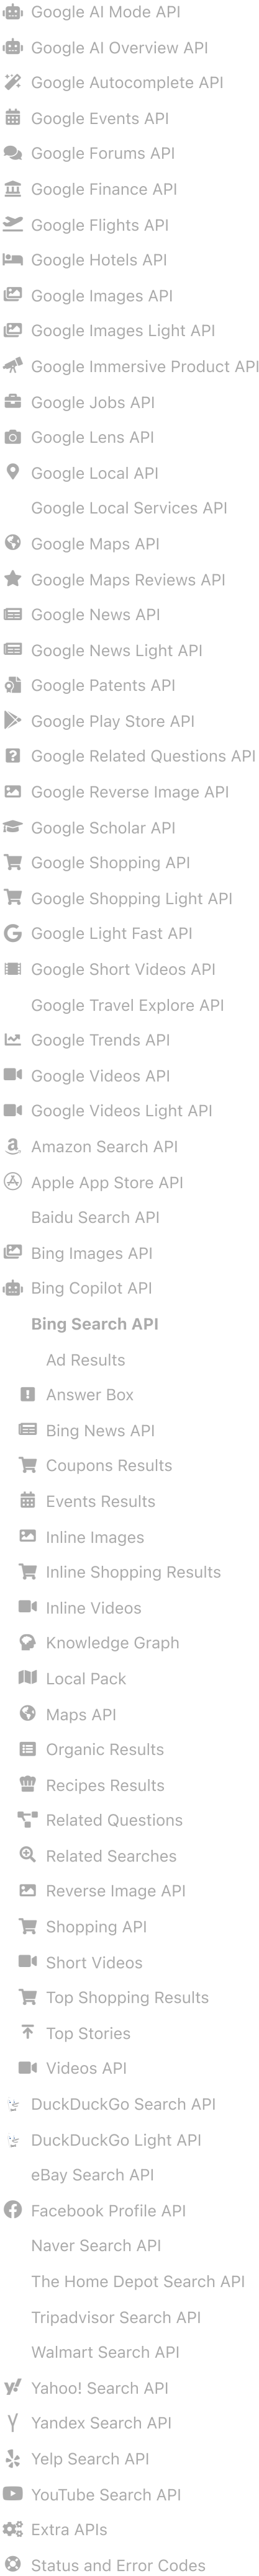 Google AI Mode API
Google AI Overview API
Google Autocomplete API
Google Events API
Google Forums API
Google Finance API
Google Flights API
Google Hotels API
Google Images API
Google Images Light API
Google Immersive Product API
Google Jobs API
Google Lens API
Google Local API
Google Local Services API
Google Maps API
Google Maps Reviews API
Google News API
Google News Light API
Google Patents API
Google Play Store API
Google Related Questions API
Google Reverse Image API
Google Scholar API
Google Shopping API
Google Shopping Light API
Google Light Fast API
Google Short Videos API
Google Travel Explore API
Google Trends API
Google Videos API
Google Videos Light API
Amazon Search API
Apple App Store API
Baidu Search API
Bing Images API
Bing Copilot API
Bing Search API
Ad Results
Answer Box
Bing News API
Coupons Results
Events Results
Inline Images
Inline Shopping Results
Inline Videos
Knowledge Graph
Local Pack
Maps API
Organic Results
Recipes Results
Related Questions
Related Searches
Reverse Image API
Shopping API
Short Videos
Top Shopping Results
Top Stories
Videos API
DuckDuckGo Search API
DuckDuckGo Light API
eBay Search API
Facebook Profile API
Naver Search API
The Home Depot Search API
Tripadvisor Search API
Walmart Search API
Yahoo! Search API
Yandex Search API
Yelp Search API
YouTube Search API
Extra APIs
Status and Error Codes